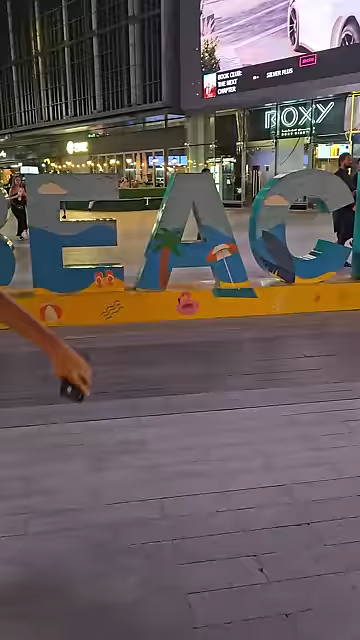 BOOK CLUB:
THE NEXT
CHAPTER
SILVER PLUS
ROXY
EAC